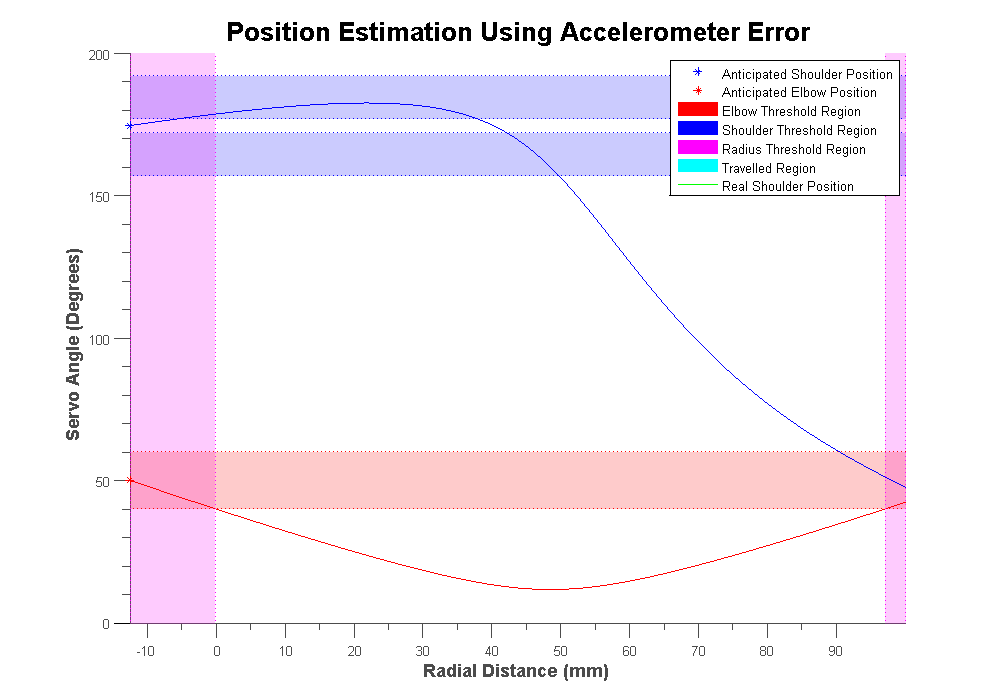 Position Estimation Using Accelerometer Error
Anticipated Shoulder Position
Anticipated Elbow Position
Elbow Threshold Region
Shoulder Threshold Region
Radius Threshold Region
Travelled Region
Real Shoulder Position
200
150
100
50
0
Servo Angle (Degrees)
-10 0 10 20 30 40 50 60 70 80 90
Radial Distance (mm)